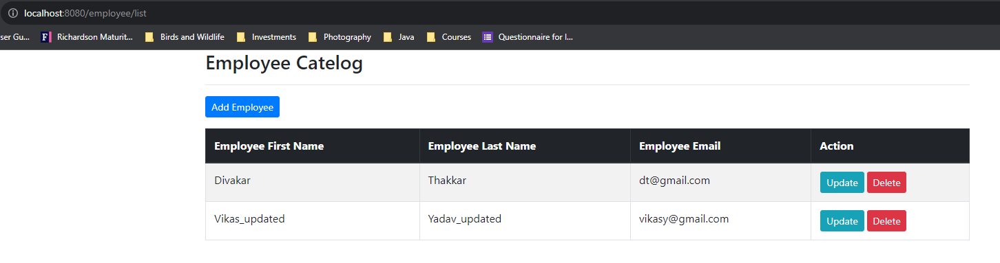 localhost:8080/employee/list
ser Gu... Richardson Maturit... Birds and Wildlife Investments Photography Java Courses Questionnaire for I...
Employee Catelog
Add Employee
Employee First Name Employee Last Name Employee Email Action
Divakar Thakkar dt@gmail.com Update Delete
Vikas_updated Yadav_updated vikasy@gmail.com Update Delete